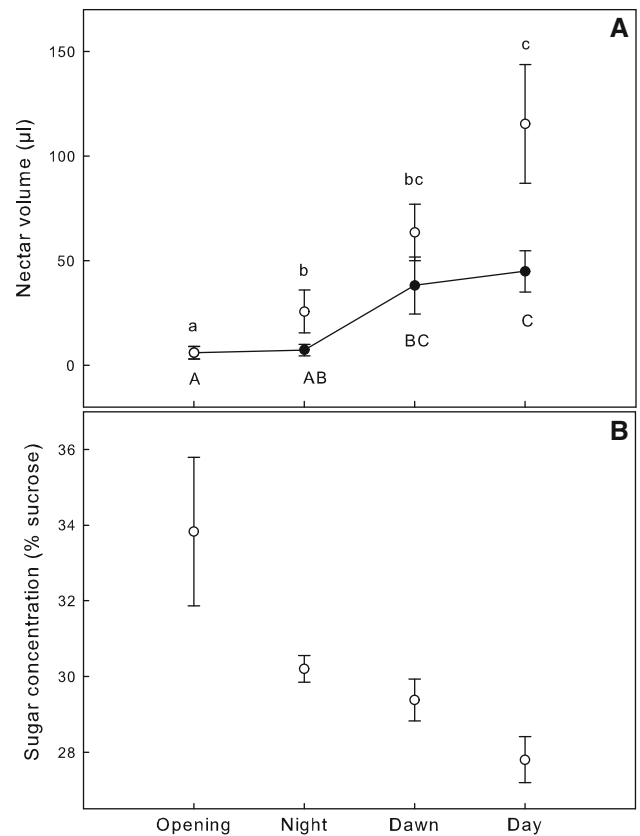 A
150
100
50
0
Nectar volume (µl)
a
b
bc
c
A
AB
BC
C
B
36
34
32
30
28
Sugar concentration (% sucrose)
Opening Night Dawn Day